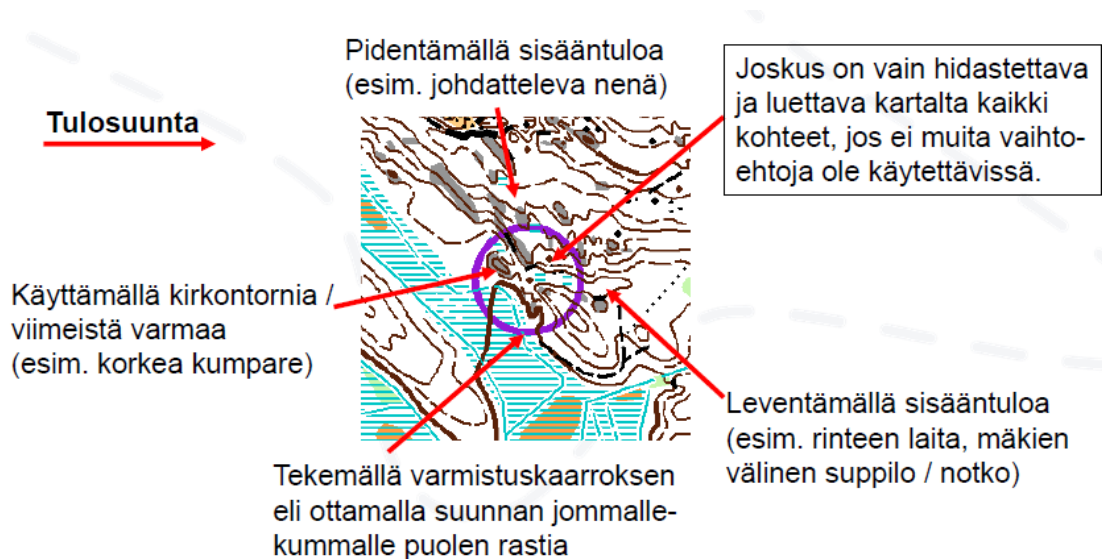 Pidentämällä sisääntuloa
(esim. johdatteleva nenä)
Joskus on vain hidastettava
ja luettava kartalta kaikki
kohteet, jos ei muita vaihto-
ehtoja ole käytettävissä.
Tulosuunta
Käyttämällä kirkontornia /
viimeistä varmaa
(esim. korkea kumpare)
Leventämällä sisääntuloa
(esim. rinteen laita, mäkien
välinen suppilo / notko)
Tekemällä varmistuskaarroksen
eli ottamalla suunnan jommalle-
kummalle puolen rastia